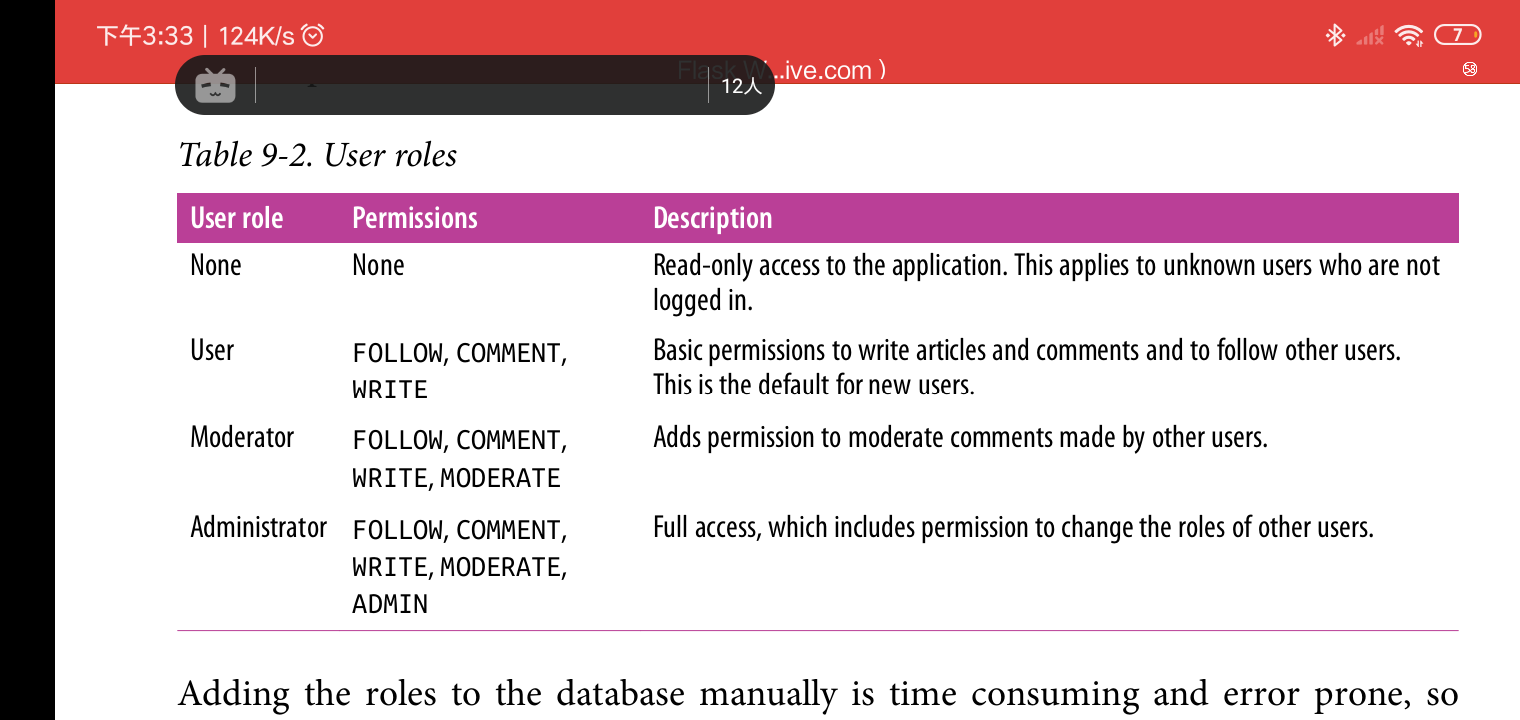 下午3:33 | 124K/s
7
Flask W...ive.com )
58
12人
Table 9-2. User roles
User role Permissions Description
None None Read-only access to the application. This applies to unknown users who are not
logged in.
User FOLLOW, COMMENT, Basic permissions to write articles and comments and to follow other users.
WRITE This is the default for new users.
Moderator FOLLOW, COMMENT, Adds permission to moderate comments made by other users.
WRITE, MODERATE
Administrator FOLLOW, COMMENT, Full access, which includes permission to change the roles of other users.
WRITE, MODERATE,
ADMIN
Adding the roles to the database manually is time consuming and error prone, so